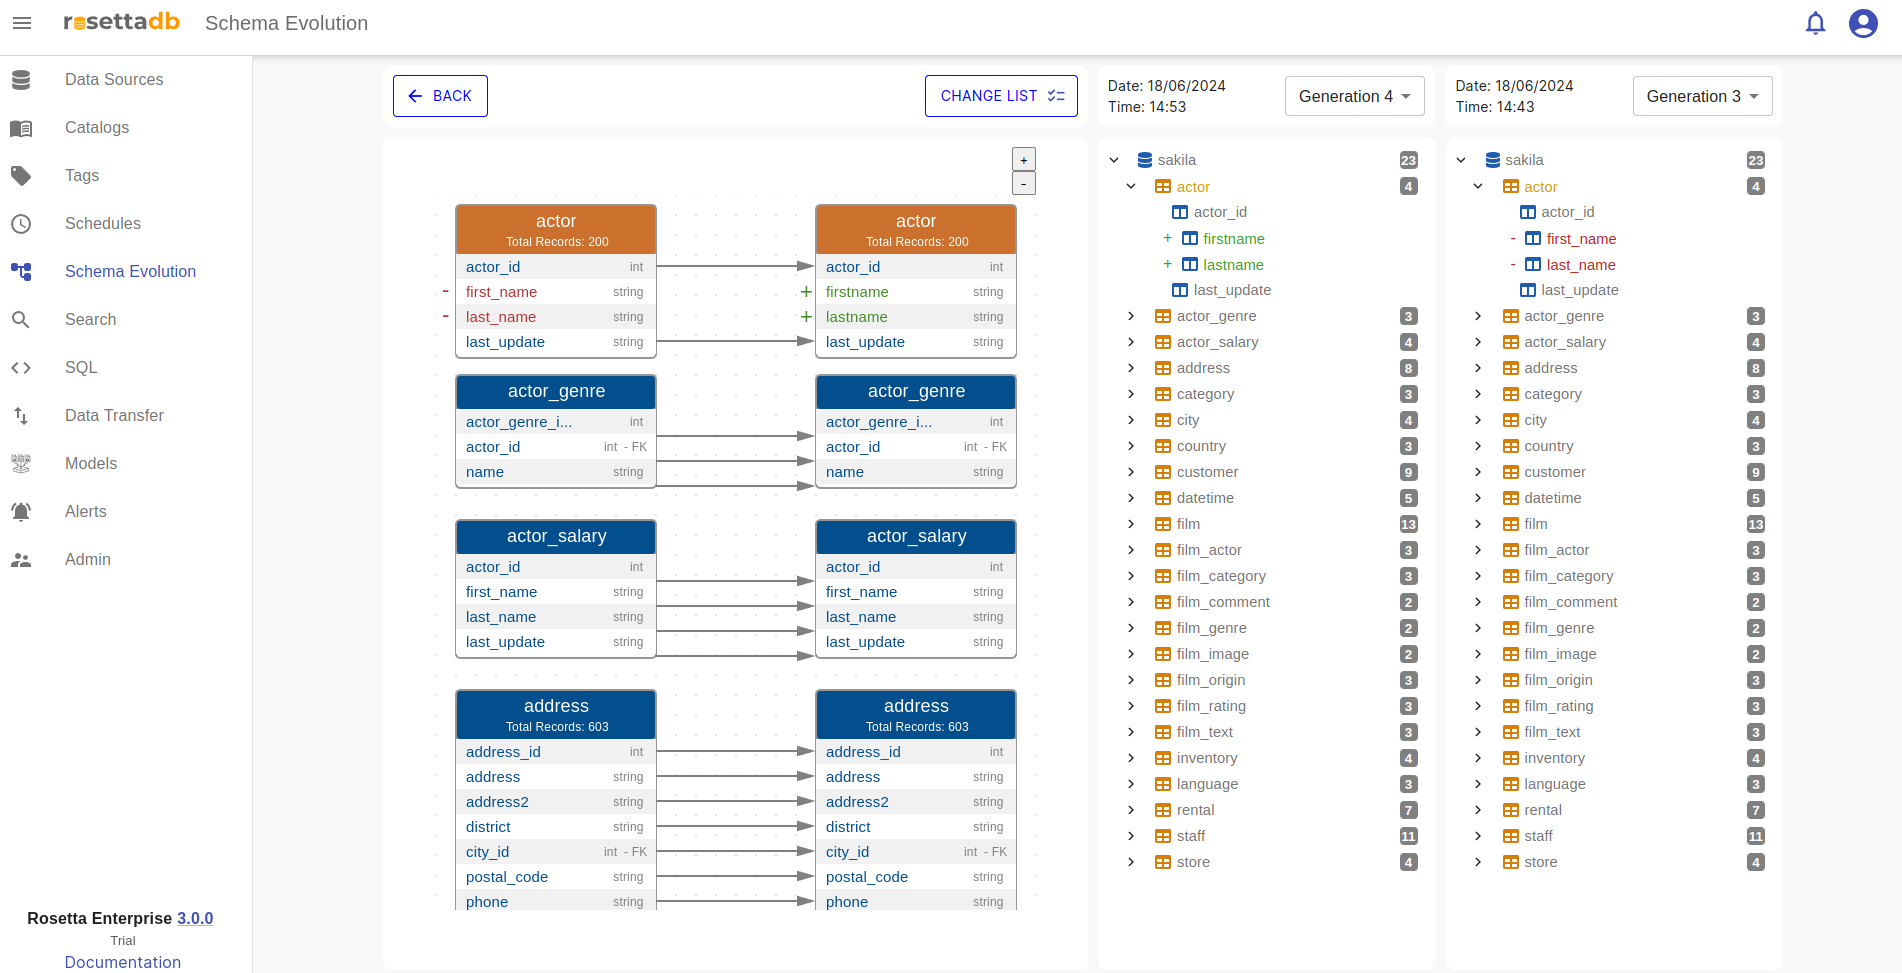 rosettadb Schema Evolution
Data Sources
Catalogs
Tags
Schedules
Schema Evolution
Search
SQL
Data Transfer
Models
Alerts
Admin
Rosetta Enterprise 3.0.0
Trial
Documentation
BACK
CHANGE LIST
+
-
actor
Total Records: 200
actor_id int
- first_name string
- last_name string
last_update string
actor
Total Records: 200
actor_id int
+ firstname string
+ lastname string
last_update string
actor_genre
actor_genre_i... int
actor_id int - FK
name string
actor_genre
actor_genre_i... int
actor_id int - FK
name string
actor_salary
actor_id int
first_name string
last_name string
last_update string
actor_salary
actor_id int
first_name string
last_name string
last_update string
address
Total Records: 603
address_id int
address string
address2 string
district string
city_id int - FK
postal_code string
phone string
address
Total Records: 603
address_id int
address string
address2 string
district string
city_id int - FK
postal_code string
phone string
Date: 18/06/2024
Time: 14:53
Generation 4
sakila 23
actor 4
actor_id
+ firstname
+ lastname
last_update
actor_genre 3
actor_salary 4
address 8
category 3
city 4
country 3
customer 9
datetime 5
film 13
film_actor 3
film_category 3
film_comment 2
film_genre 2
film_image 2
film_origin 3
film_rating 3
film_text 3
inventory 4
language 3
rental 7
staff 11
store 4
Date: 18/06/2024
Time: 14:43
Generation 3
sakila 23
actor 4
actor_id
- first_name
- last_name
last_update
actor_genre 3
actor_salary 4
address 8
category 3
city 4
country 3
customer 9
datetime 5
film 13
film_actor 3
film_category 3
film_comment 2
film_genre 2
film_image 2
film_origin 3
film_rating 3
film_text 3
inventory 4
language 3
rental 7
staff 11
store 4